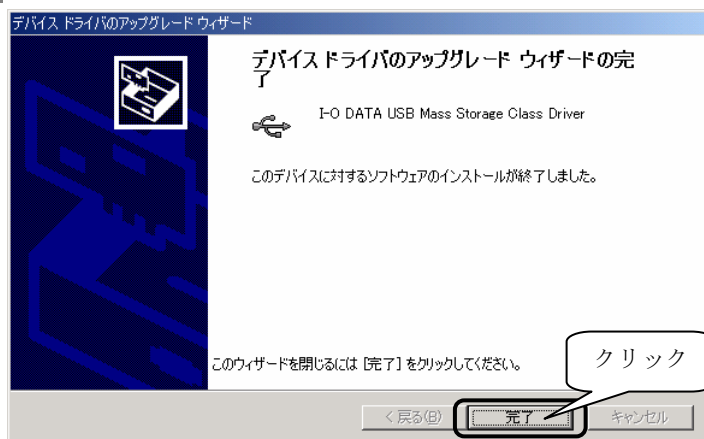 デバイス ドライバのアップグレード ウィザード
デバイス ドライバのアップグレード ウィザードの完
了
I-O DATA USB Mass Storage Class Driver
このデバイスに対するソフトウェアのインストールが終了しました。
このウィザードを閉じるには [完了] をクリックしてください。
クリック
< 戻る(B)
完了
キャンセル